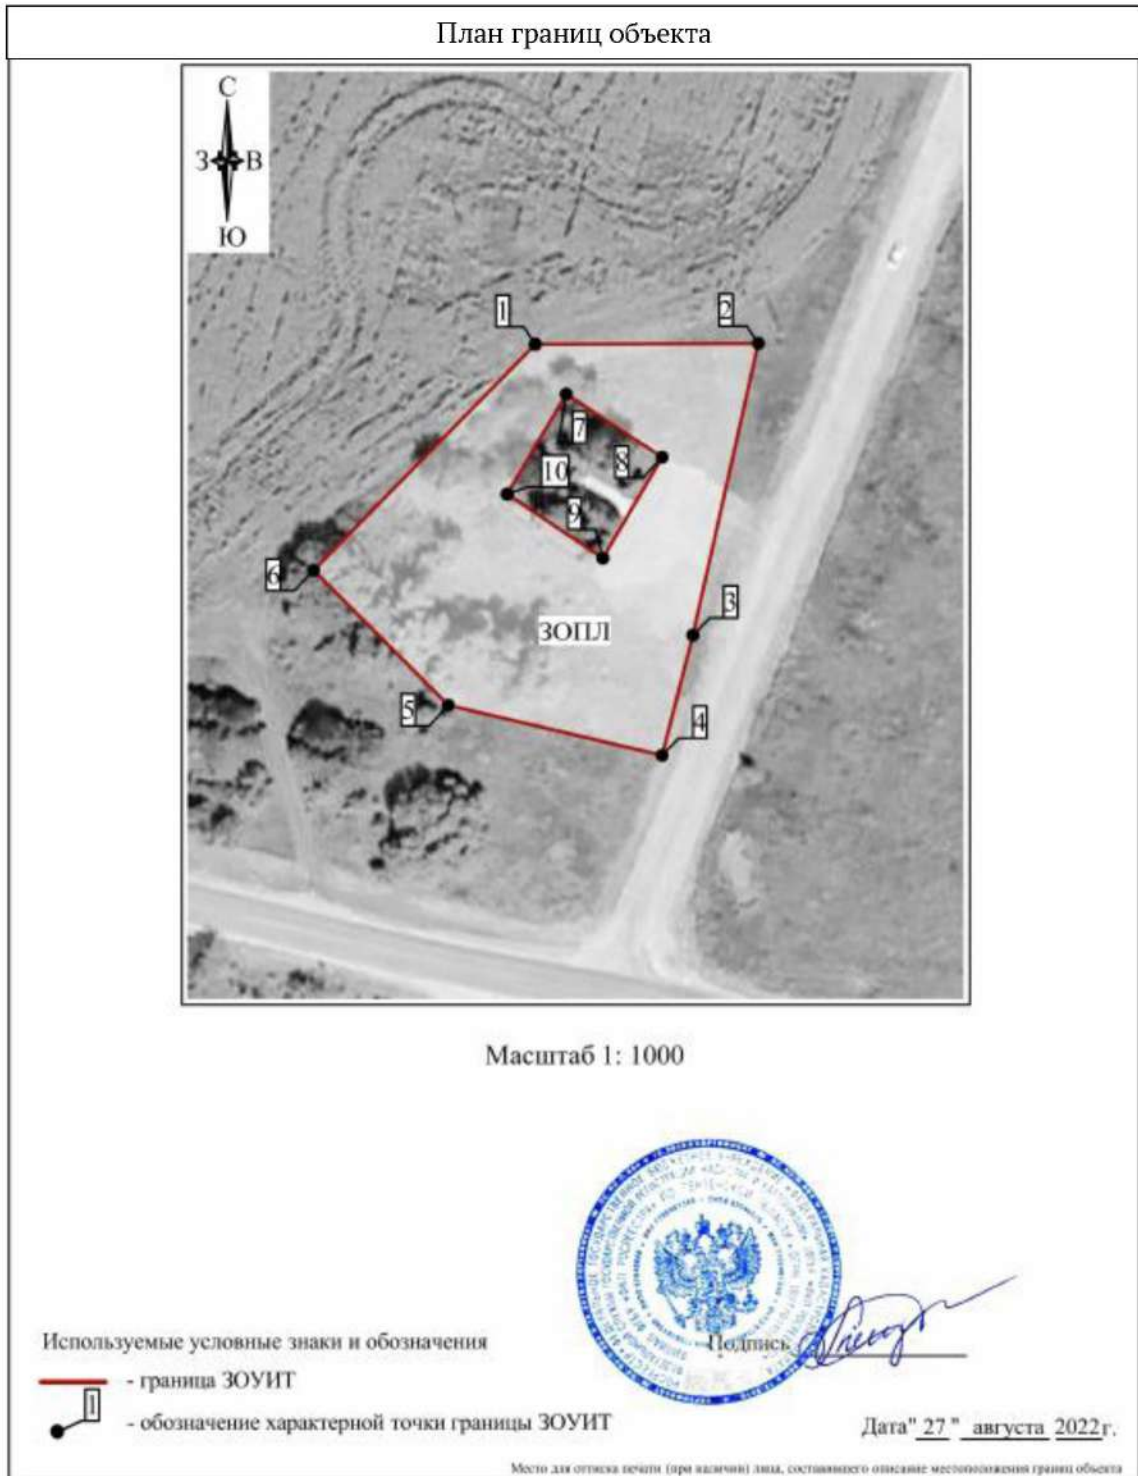 План границ объекта
С
З В
Ю
1
2
7
8
10
9
6
3
ЗОПЛ
5
4
Масштаб 1: 1000
Используемые условные знаки и обозначения
Подпись
- граница ЗОУИТ
1
- обозначение характерной точки границы ЗОУИТ
Дата" 27 " августа 2022г.
Место для оттиска печати (при наличии) лица, составившего описание местоположения границ объекта